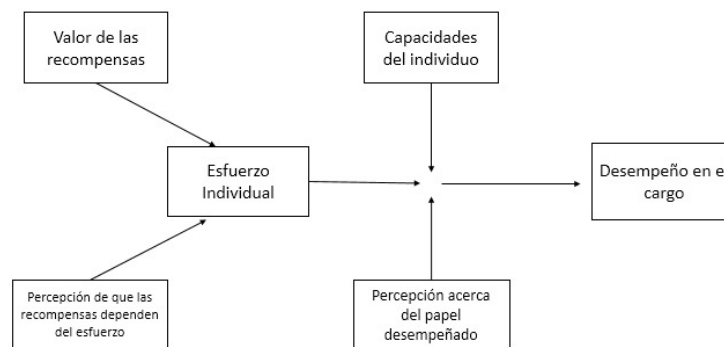 Valor de las
recompensas
Capacidades
del individuo
Esfuerzo
Individual
Desempeño en e
cargo
Percepción de que las
recompensas dependen
del esfuerzo
Percepción acerca
del papel
desempeñado